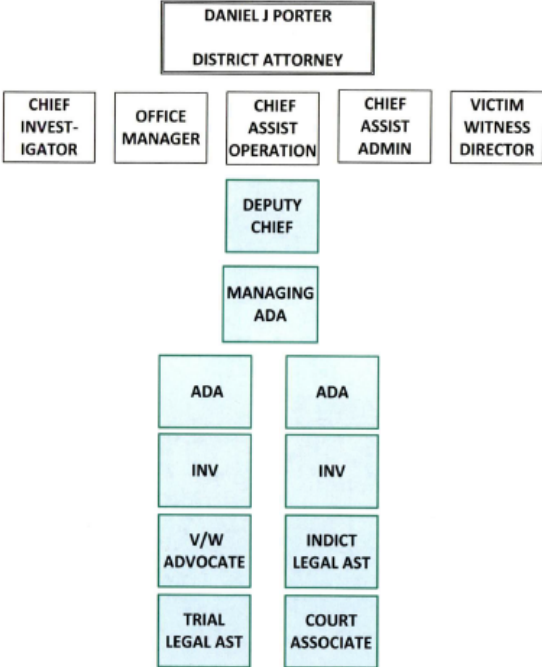 DANIEL J PORTER
DISTRICT ATTORNEY
CHIEF
INVEST-
IGATOR
OFFICE
MANAGER
CHIEF
ASSIST
OPERATION
CHIEF
ASSIST
ADMIN
VICTIM
WITNESS
DIRECTOR
DEPUTY
CHIEF
MANAGING
ADA
ADA
ADA
INV
INV
V/W
ADVOCATE
INDICT
LEGAL AST
TRIAL
LEGAL AST
COURT
ASSOCIATE